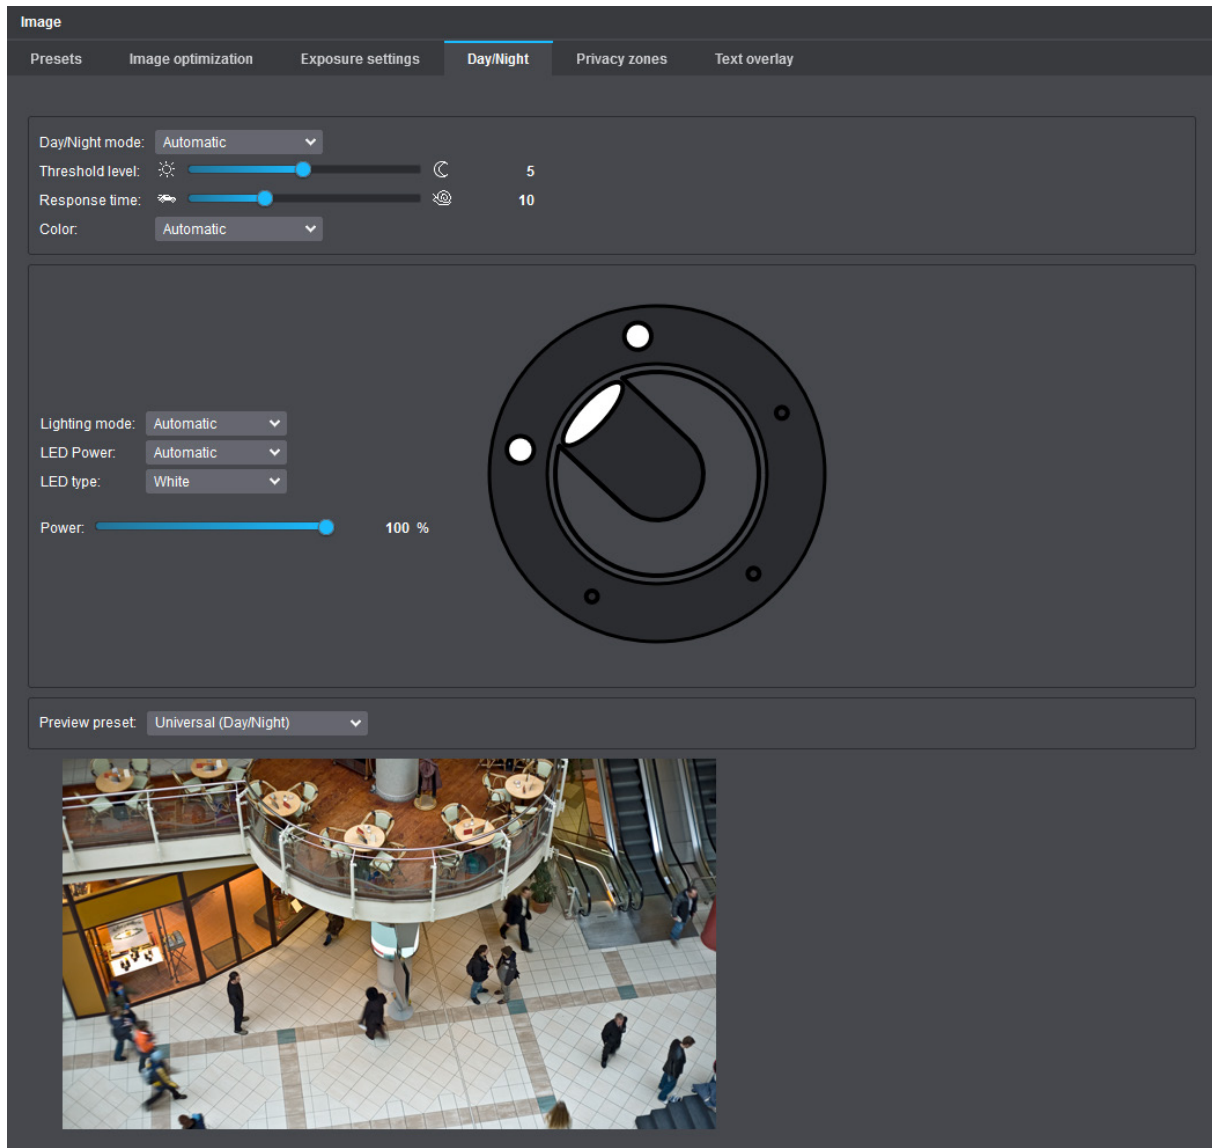 Image
Presets Image optimization Exposure settings Day/Night Privacy zones Text overlay
Day/Night mode: Automatic
Threshold level: 5
Response time: 10
Color: Automatic
Lighting mode: Automatic
LED Power: Automatic
LED type: White
Power: 100 %
Preview preset: Universal (Day/Night)